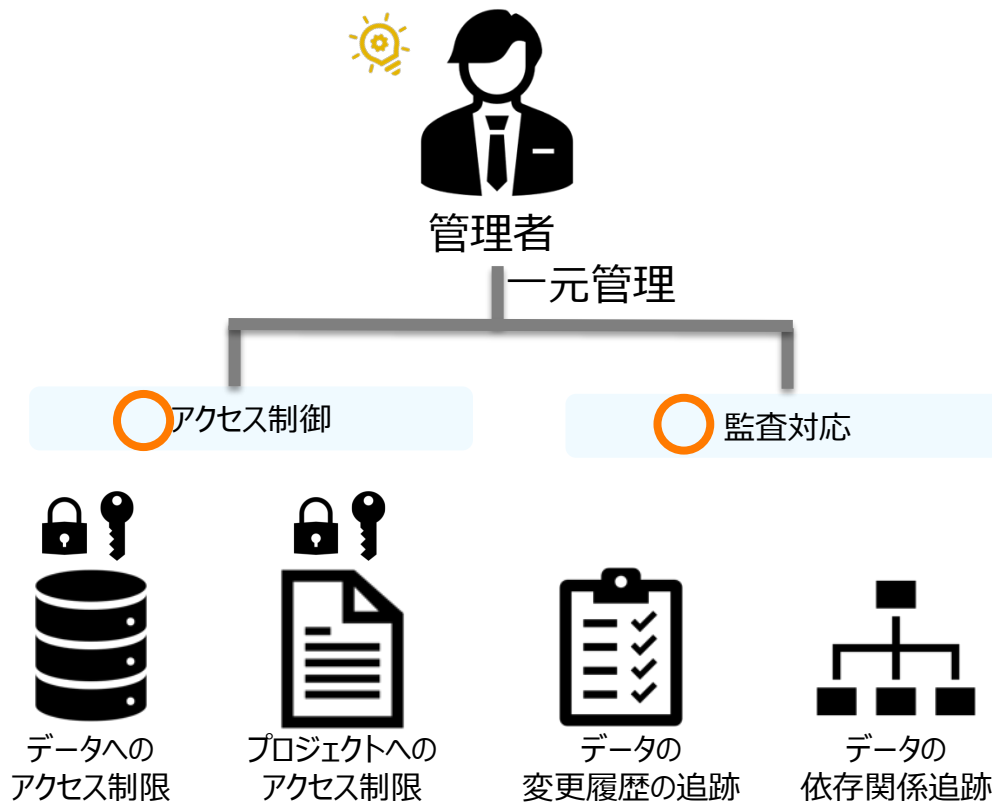 管理者
一元管理
アクセス制御
監査対応
データへの
アクセス制限
プロジェクトへの
アクセス制限
データの
変更履歴の追跡
データの
依存関係追跡